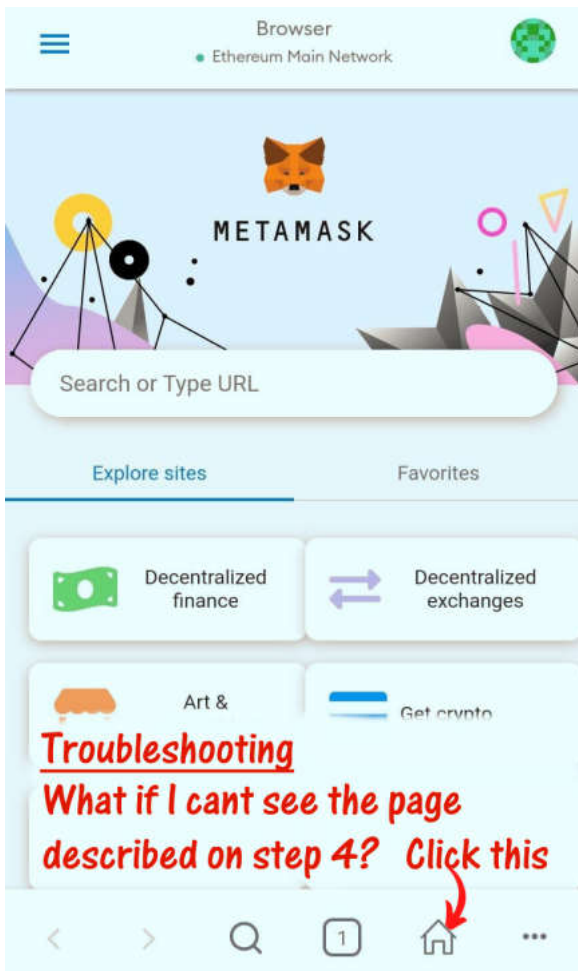 Browser
Ethereum Main Network
METAMASK
Search or Type URL
Explore sites
Favorites
Decentralized
finance
Decentralized
exchanges
Art &
Get crypto
Troubleshooting
What if I cant see the page
described on step 4? Click this
1